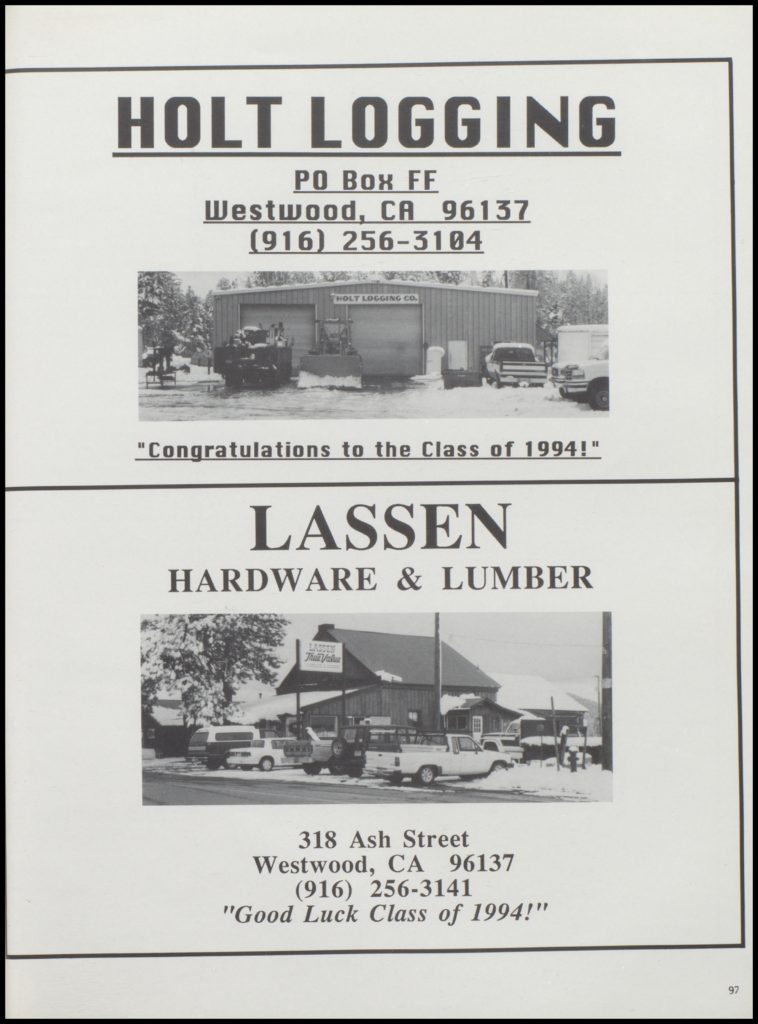 HOLT LOGGING
PO Box FF
Westwood, CA 96137
(916) 256-3104
HOLT LOGGING CO.
"Congratulations to the Class of 1994!"
LASSEN
HARDWARE & LUMBER
LASSEN
True Value
318 Ash Street
Westwood, CA 96137
(916) 256-3141
"Good Luck Class of 1994!"
97